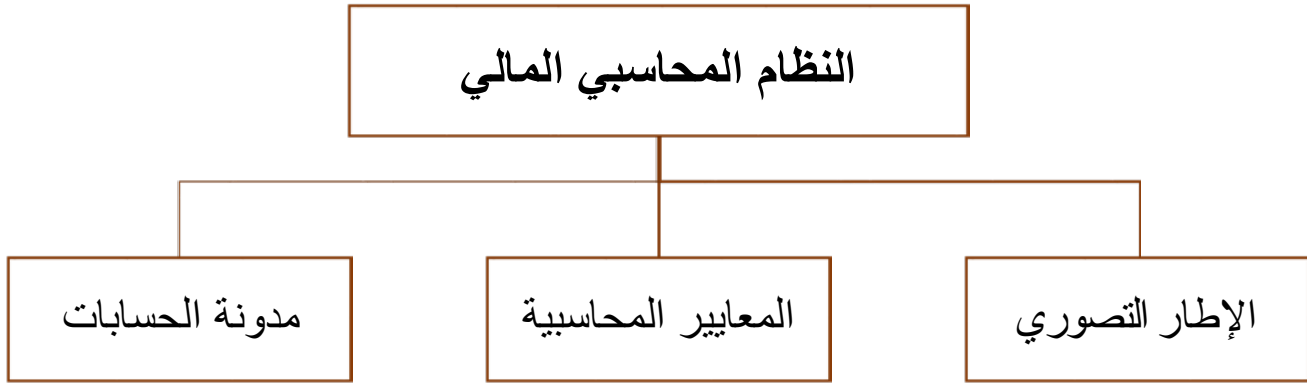 النظام المحاسبي المالي
الإطار التصوري
المعايير المحاسبية
مدونة الحسابات